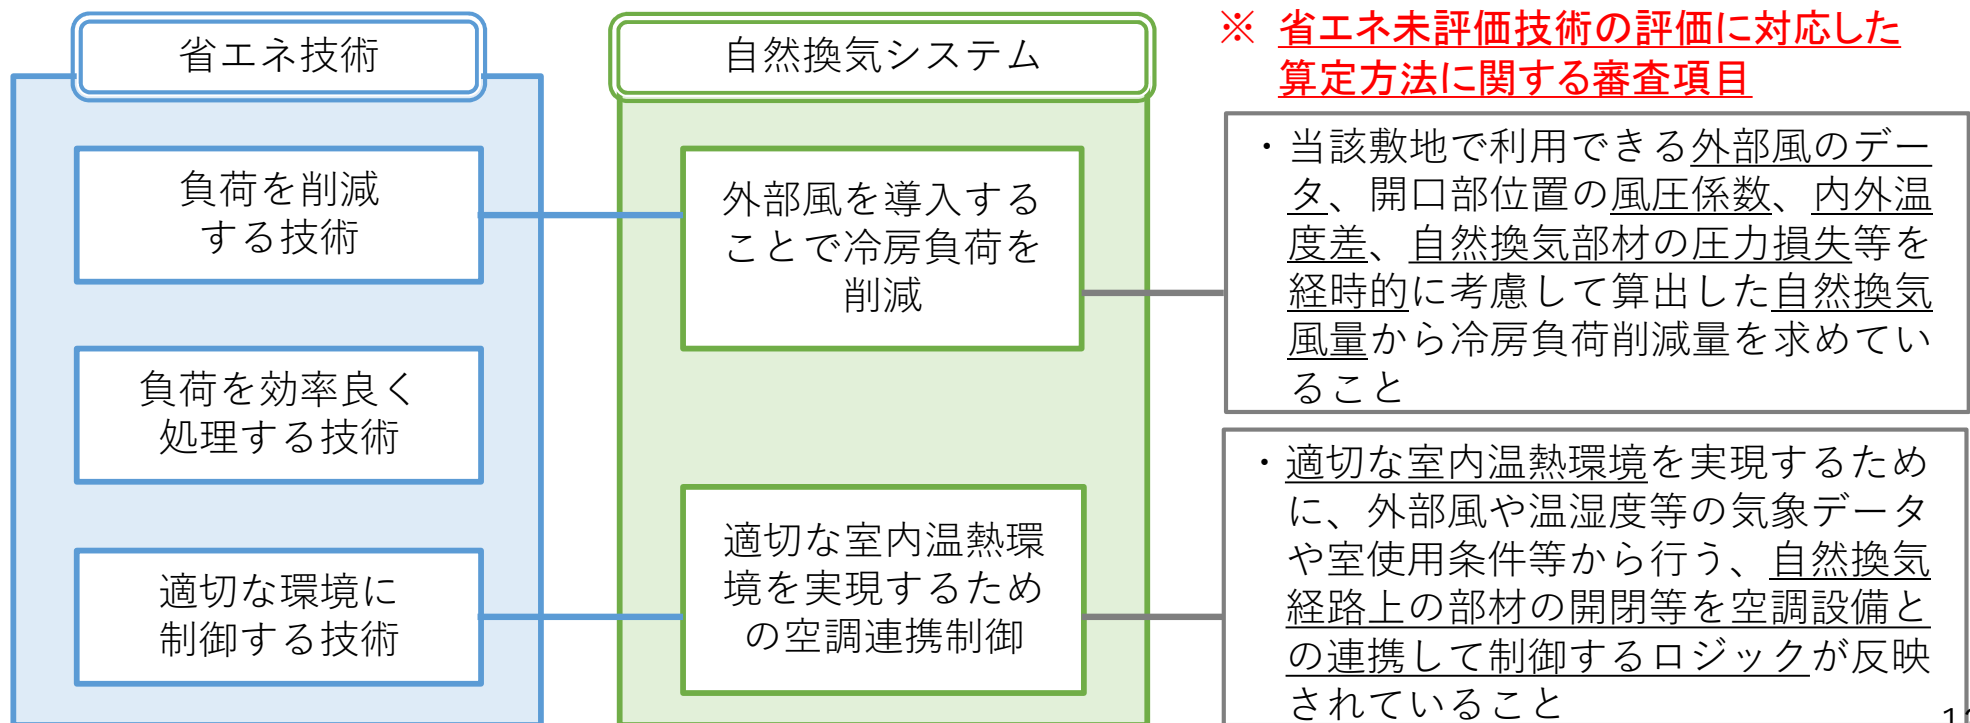 省エネ技術
負荷を削減
する技術
負荷を効率良く
処理する技術
適切な環境に
制御する技術
自然換気システム
外部風を導入する
ことで冷房負荷を
削減
適切な室内温熱環
境を実現するため
の空調連携制御
※ 省エネ未評価技術の評価に対応した
算定方法に関する審査項目
・当該敷地で利用できる外部風のデー
タ、開口部位置の風圧係数、内外温
度差、自然換気部材の圧力損失等を
経時的に考慮して算出した自然換気
風量から冷房負荷削減量を求めてい
ること
・適切な室内温熱環境を実現するため
に、外部風や温湿度等の気象データ
や室使用条件等から行う、自然換気
経路上の部材の開閉等を空調設備と
の連携して制御するロジックが反映
されていること